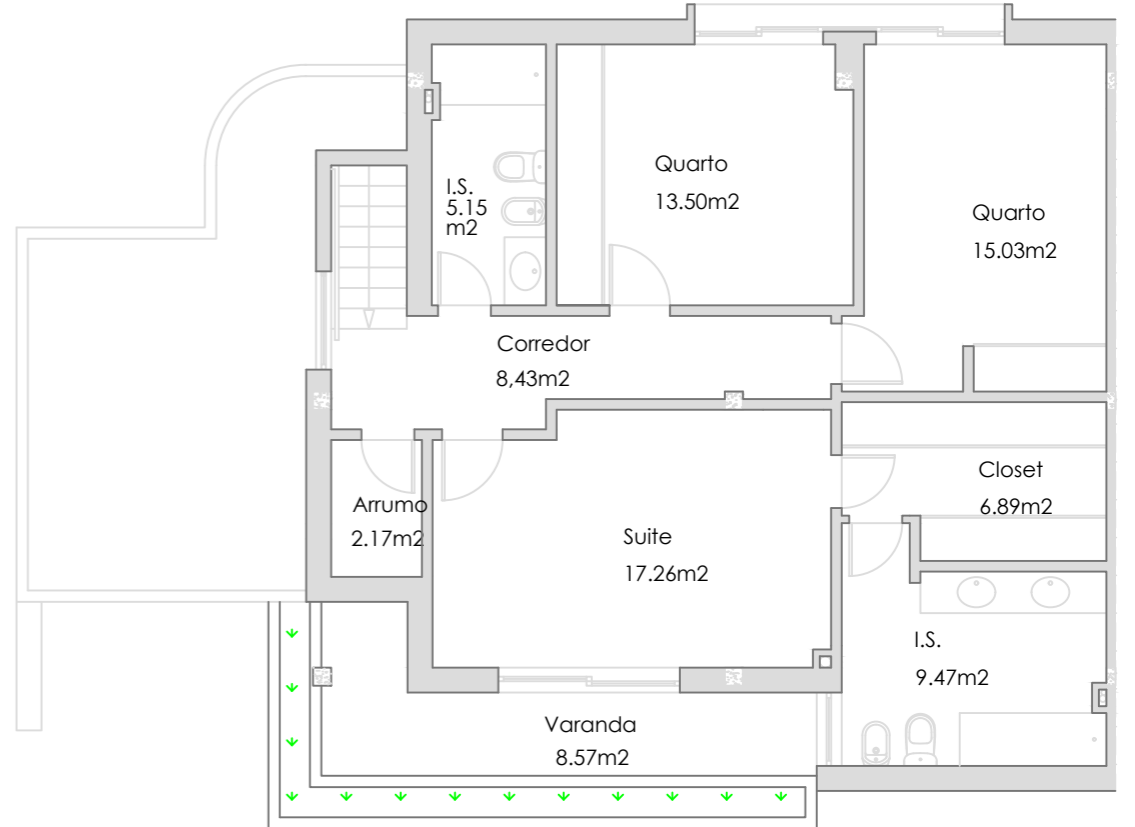 Quarto
13.50m2
I.S.
5.15
m2
Quarto
15.03m2
Corredor
8,43m2
Closet
6.89m2
Arrumo
2.17m2
Suite
17.26m2
I.S.
9.47m2
Varanda
8.57m2